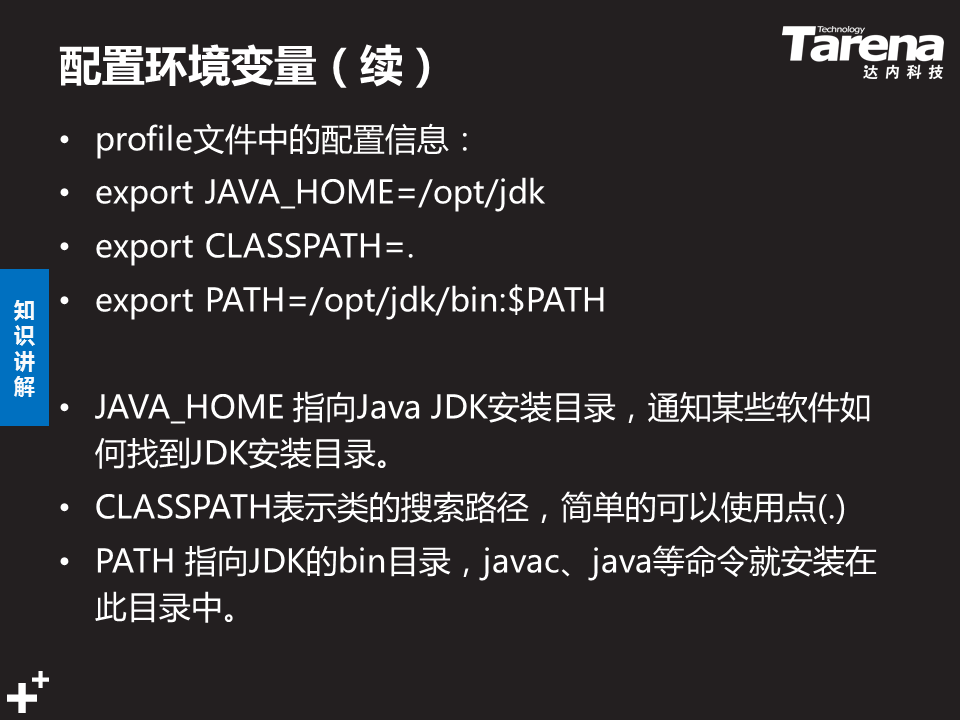 配置环境变量（续）
Technology
Tarena
达内科技
• profile文件中的配置信息：
• export JAVA_HOME=/opt/jdk
• export CLASSPATH=.
• export PATH=/opt/jdk/bin:$PATH
知
识
讲
解
• JAVA_HOME 指向Java JDK安装目录，通知某些软件如
何找到JDK安装目录。
• CLASSPATH表示类的搜索路径，简单的可以使用点(.)
• PATH 指向JDK的bin目录，javac、java等命令就安装在
此目录中。